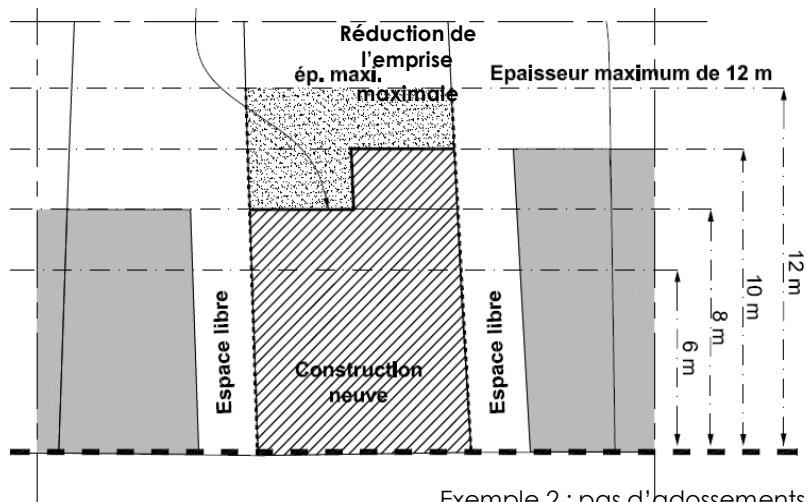 Réduction de
l'emprise
maximale
ép. maxi.
Epaisseur maximum de 12 m
Espace libre
Construction
neuve
Espace libre
6 m
8 m
10 m
12 m
Exemple 2 : pas d'adossements